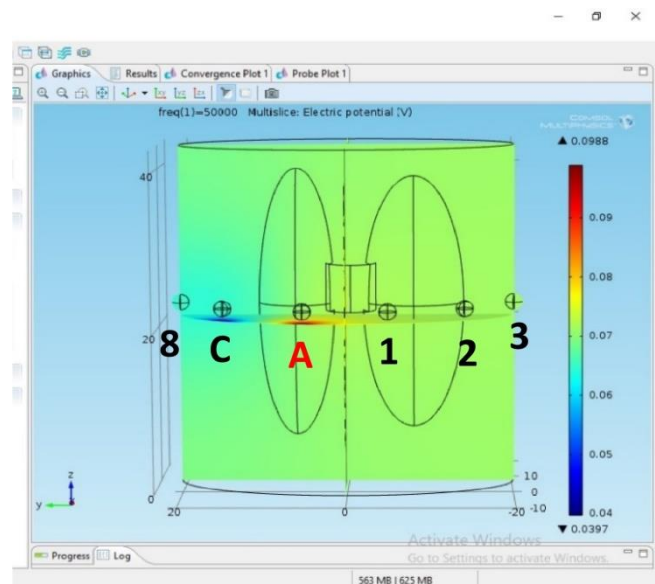 Graphics Results Convergence Plot 1 Probe Plot 1
freq(1)=50000 Multislice: Electric potential (V)
COMSOL
MULTIPHYSICS
▲ 0.0988
40
0.09
0.08
0.07
8 C A 1 2 3
20
0.06
0.05
z
10
0.04
y x
0
0
-10
20 0 -20
▼ 0.0397
Activate Windows
Go to Settings to activate Windows.
Progress Log
563 MB | 625 MB